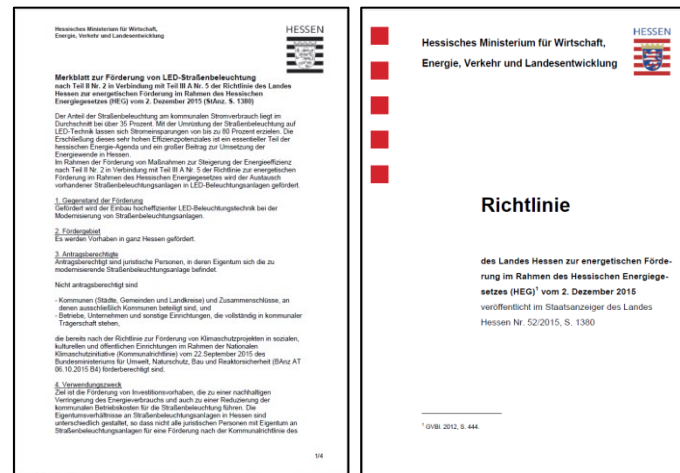 Hessisches Ministerium für Wirtschaft,
Energie, Verkehr und Landesentwicklung
HESSEN
Merkblatt zur Förderung von LED-Straßenbeleuchtung
nach Teil II Nr. 2 in Verbindung mit Teil III A Nr. 5 der Richtlinie des Landes
Hessen zur energetischen Förderung im Rahmen des Hessischen
Energiegesetzes (HEG) vom 2. Dezember 2015 (StAnz. S. 1380)
Der Anteil der Straßenbeleuchtung am kommunalen Stromverbrauch liegt im
Durchschnitt bei über 35 Prozent. Mit der Umrüstung der Straßenbeleuchtung auf
LED-Technik lassen sich Stromeinsparungen von bis zu 80 Prozent erzielen. Die
Erschließung dieses sehr hohen Effizienzpotenziales ist ein essentieller Teil der
hessischen Energie-Agenda und ein großer Beitrag zur Umsetzung der
Energiewende in Hessen.
Im Rahmen der Förderung von Maßnahmen zur Steigerung der Energieeffizienz
nach Teil II Nr. 2 in Verbindung mit Teil III A Nr. 5 der Richtlinie zur energetischen
Förderung im Rahmen des Hessischen Energiegesetzes wird der Austausch
vorhandener Straßenbeleuchtungsanlagen in LED-Beleuchtungsanlagen gefördert.
1. Gegenstand der Förderung
Gefördert wird der Einbau hocheffizienter LED-Beleuchtungstechnik bei der
Modernisierung von Straßenbeleuchtungsanlagen.
2. Fördergebiet
Es werden Vorhaben in ganz Hessen gefördert.
3. Antragsberechtigte
Antragsberechtigt sind juristische Personen, in deren Eigentum sich die zu
modernisierende Straßenbeleuchtungsanlage befindet.
Nicht antragsberechtigt sind
- Kommunen (Städte, Gemeinden und Landkreise) und Zusammenschlüsse, an
denen ausschließlich Kommunen beteiligt sind, und
- Betriebe, Unternehmen und sonstige Einrichtungen, die vollständig in kommunaler
Trägerschaft stehen,
die bereits nach der Richtlinie zur Förderung von Klimaschutzprojekten in sozialen,
kulturellen und öffentlichen Einrichtungen im Rahmen der Nationalen
Klimaschutzinitiative (Kommunalrichtlinie) vom 22.September 2015 des
Bundesministeriums für Umwelt, Naturschutz, Bau und Reaktorsicherheit (BAnz AT
06.10.2015 B4) förderberechtigt sind.
4. Verwendungszweck
Ziel ist die Förderung von Investitionsvorhaben, die zu einer nachhaltigen
Verringerung des Energieverbrauchs und auch zu einer Reduzierung der
kommunalen Betriebskosten für die Straßenbeleuchtung führen. Die
Eigentumsverhältnisse an Straßenbeleuchtungsanlagen in Hessen sind
unterschiedlich gestaltet, so dass nicht alle juristischen Personen mit Eigentum an
Straßenbeleuchtungsanlagen für eine Förderung nach der Kommunalrichtlinie des
1/4
Hessisches Ministerium für Wirtschaft,
Energie, Verkehr und Landesentwicklung
HESSEN
Richtlinie
des Landes Hessen zur energetischen Förde-
rung im Rahmen des Hessischen Energiege-
setzes (HEG)¹ vom 2. Dezember 2015
veröffentlicht im Staatsanzeiger des Landes
Hessen Nr. 52/2015, S. 1380
¹ GVBl. 2012, S. 444.